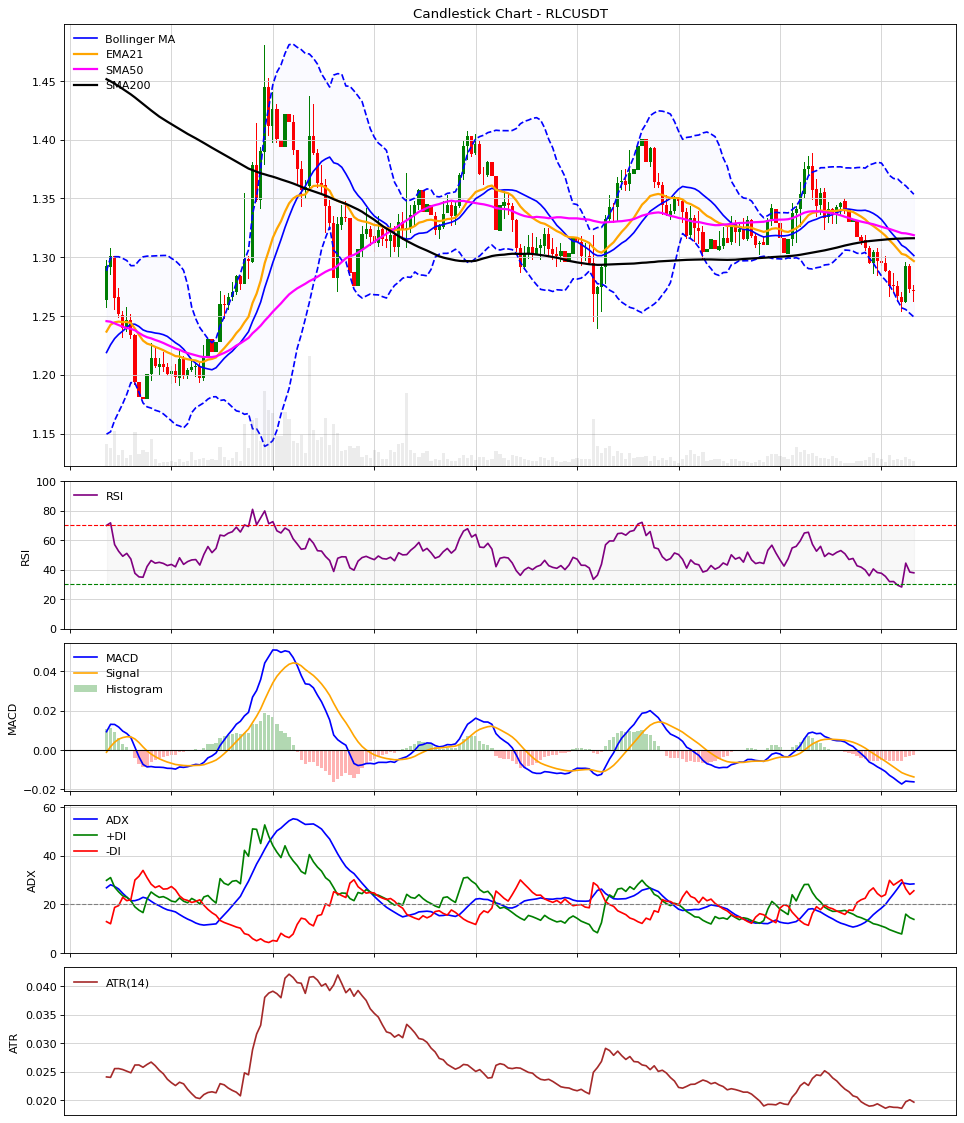 Candlestick Chart - RLCUSDT
Bollinger MA
EMA21
SMA50
SMA200
1.45
1.40
1.35
1.30
1.25
1.20
1.15
RSI
100
80
60
40
20
0
RSI
MACD
Signal
Histogram
0.04
0.02
0.00
−0.02
MACD
ADX
+DI
-DI
60
40
20
0
ADX
ATR(14)
0.040
0.035
0.030
0.025
0.020
ATR